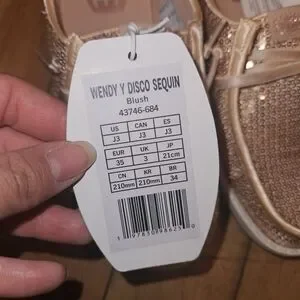 WENDY Y DISCO SEQUIN
Blush
43746-684
US CAN ES
J3 J3 J3
EUR UK JP
35 3 21cm
CN KR BR
210mm 210mm 34